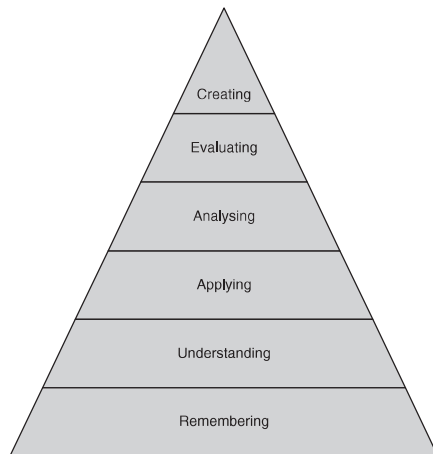 Creating
Evaluating
Analysing
Applying
Understanding
Remembering